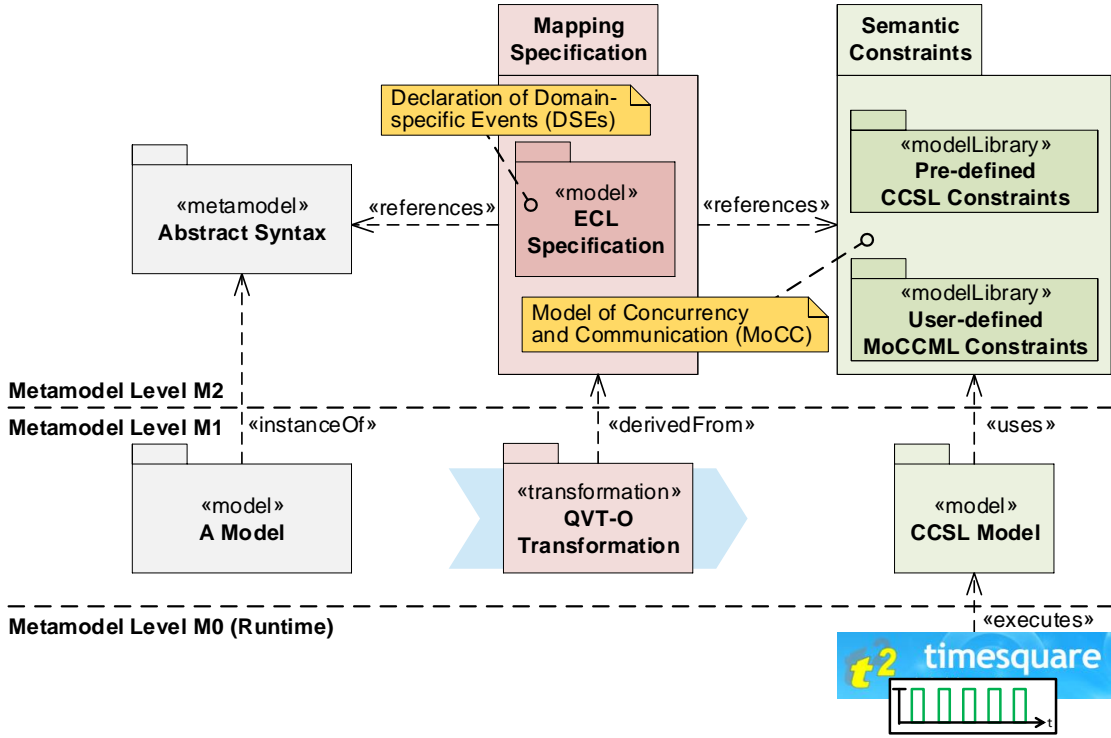 Mapping
Specification
Semantic
Constraints
Declaration of Domain-
specific Events (DSEs)
«modelLibrary»
Pre-defined
CCSL Constraints
«metamodel»
Abstract Syntax
«references»
«model»
ECL
Specification
«references»
Model of Concurrency
and Communication (MoCC)
«modelLibrary»
User-defined
MoCCML Constraints
Metamodel Level M2
Metamodel Level M1
«instanceOf»
«derivedFrom»
«uses»
«model»
A Model
«transformation»
QVT-O
Transformation
«model»
CCSL Model
Metamodel Level M0 (Runtime)
«executes»
t2 timesquare
t